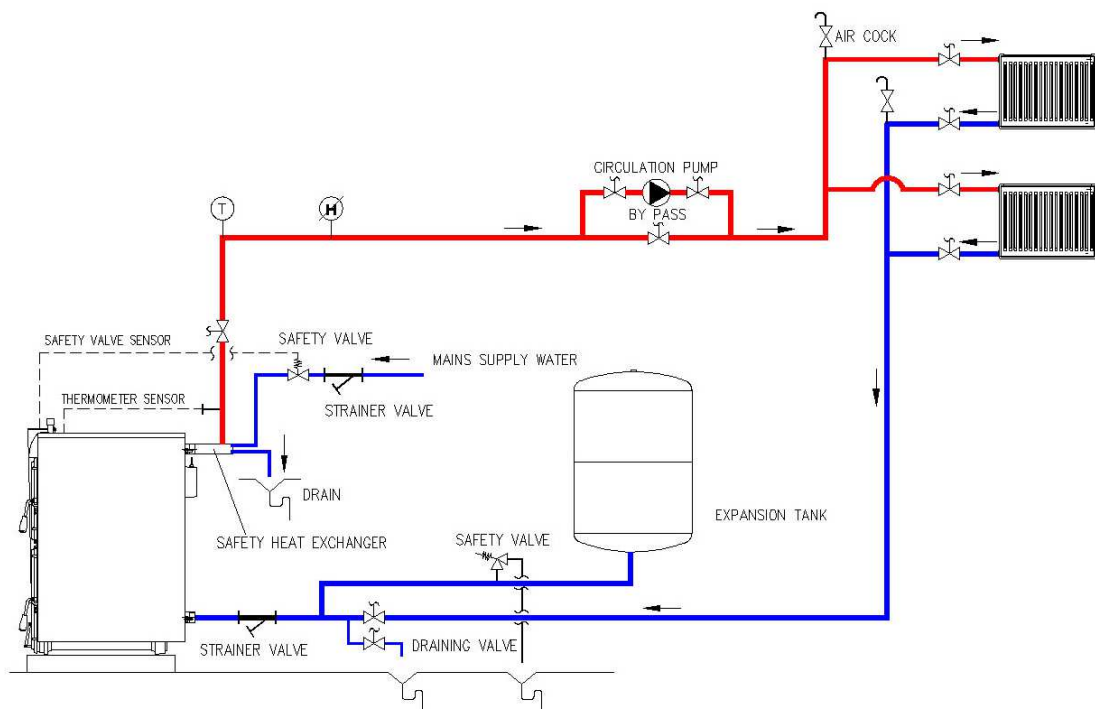 AIR COCK
CIRCULATION PUMP
BY PASS
T
H
SAFETY VALVE SENSOR
SAFETY VALVE
MAINS SUPPLY WATER
THERMOMETER SENSOR
STRAINER VALVE
DRAIN
EXPANSION TANK
SAFETY HEAT EXCHANGER
SAFETY VALVE
STRAINER VALVE
DRAINING VALVE